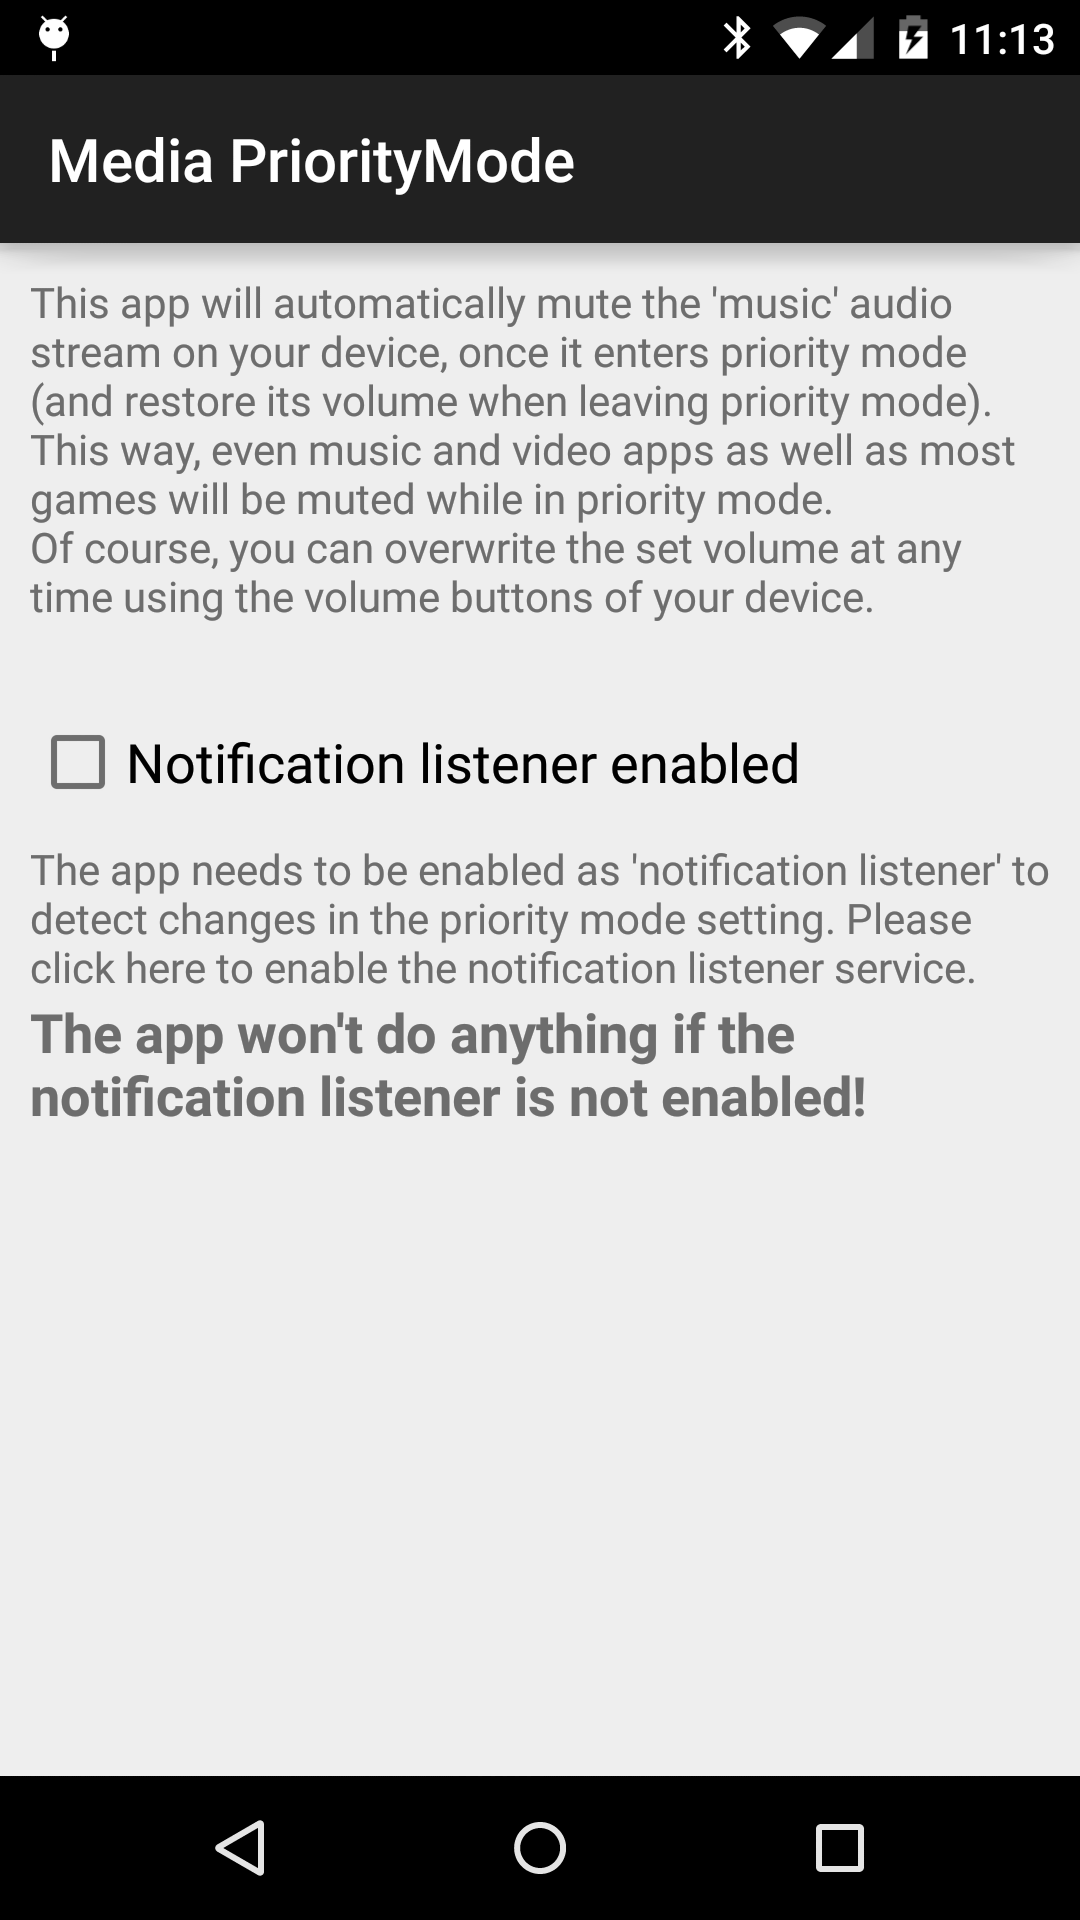 11:13
Media PriorityMode
This app will automatically mute the 'music' audio
stream on your device, once it enters priority mode
(and restore its volume when leaving priority mode).
This way, even music and video apps as well as most
games will be muted while in priority mode.
Of course, you can overwrite the set volume at any
time using the volume buttons of your device.
Notification listener enabled
The app needs to be enabled as 'notification listener' to
detect changes in the priority mode setting. Please
click here to enable the notification listener service.
The app won't do anything if the
notification listener is not enabled!